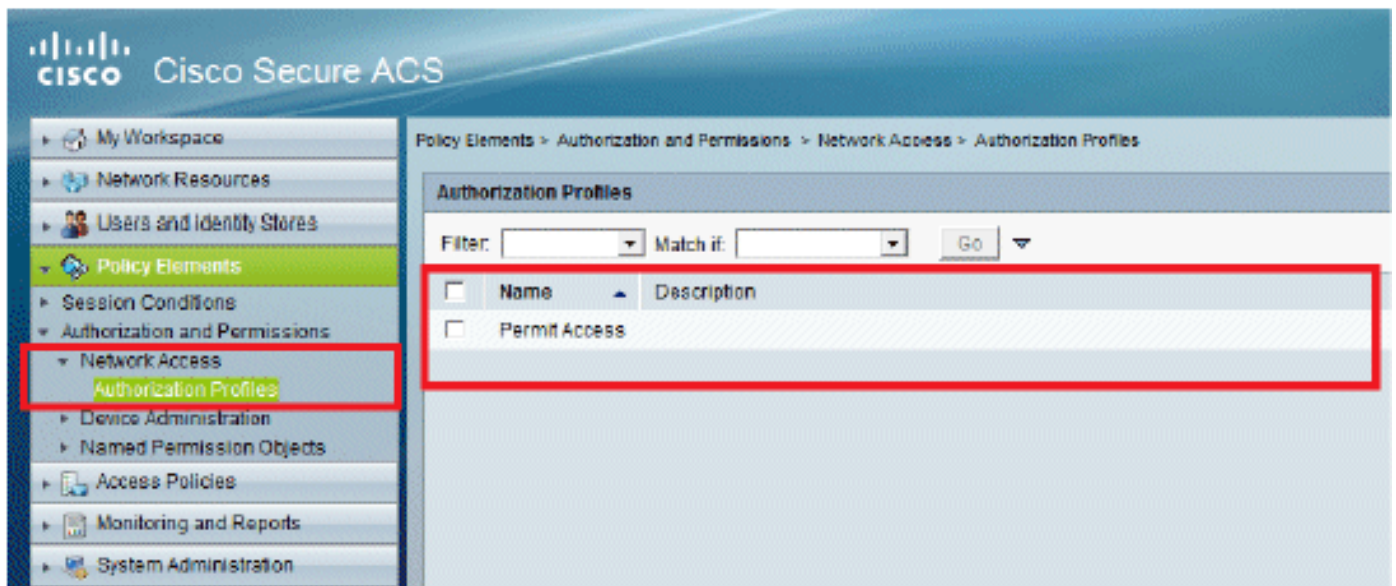 CISCO Cisco Secure ACS
My Workspace
Network Resources
Users and Identity Stores
Policy Elements
Session Conditions
Authorization and Permissions
Network Access
Authorization Profiles
Device Administration
Named Permission Objects
Access Policies
Monitoring and Reports
System Administration
Policy Elements > Authorization and Permissions > Network Access > Authorization Profiles
Authorization Profiles
Filter: Match if: Go
Name Description
Permit Access